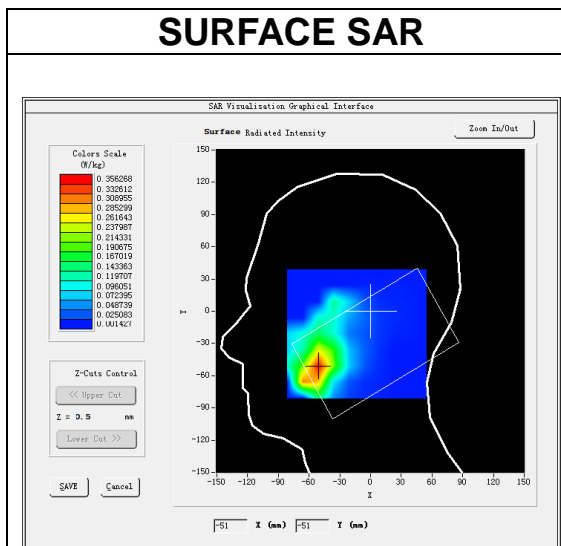 SURFACE SAR
SAR Visualisation Graphical Interface
Surface Radiated Intensity
Zoom In/Out
Colors Scale
(W/kg)
0.356268
0.332612
0.308955
0.285299
0.261643
0.237987
0.214331
0.190675
0.167019
0.143363
0.119707
0.096051
0.072395
0.048739
0.025083
0.001427
150
120
90
60
30
0
-30
-60
-90
-120
-150
Y
-150 -120 -90 -60 -30 0 30 60 90 120 150
X
Z-Cuts Control
<< Upper Cut
Z = 0.5 mm
Lower Cut >>
SAVE Cancel
-51 X (mm) -51 Y (mm)